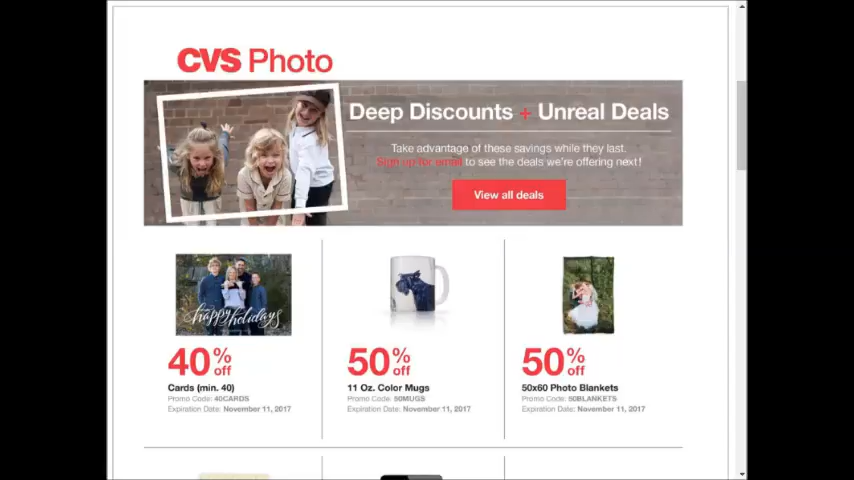 CVS Photo
Deep Discounts + Unreal Deals
Take advantage of these savings while they last.
Sign up for email to see the deals we're offering next!
View all deals
happy holidays
40% off
Cards (min. 40)
Promo Code: 40CARDS
Expiration Date: November 11, 2017
50% off
11 Oz. Color Mugs
Promo Code: 50MUGS
Expiration Date: November 11, 2017
50% off
50x60 Photo Blankets
Promo Code: 50BLANKETS
Expiration Date: November 11, 2017